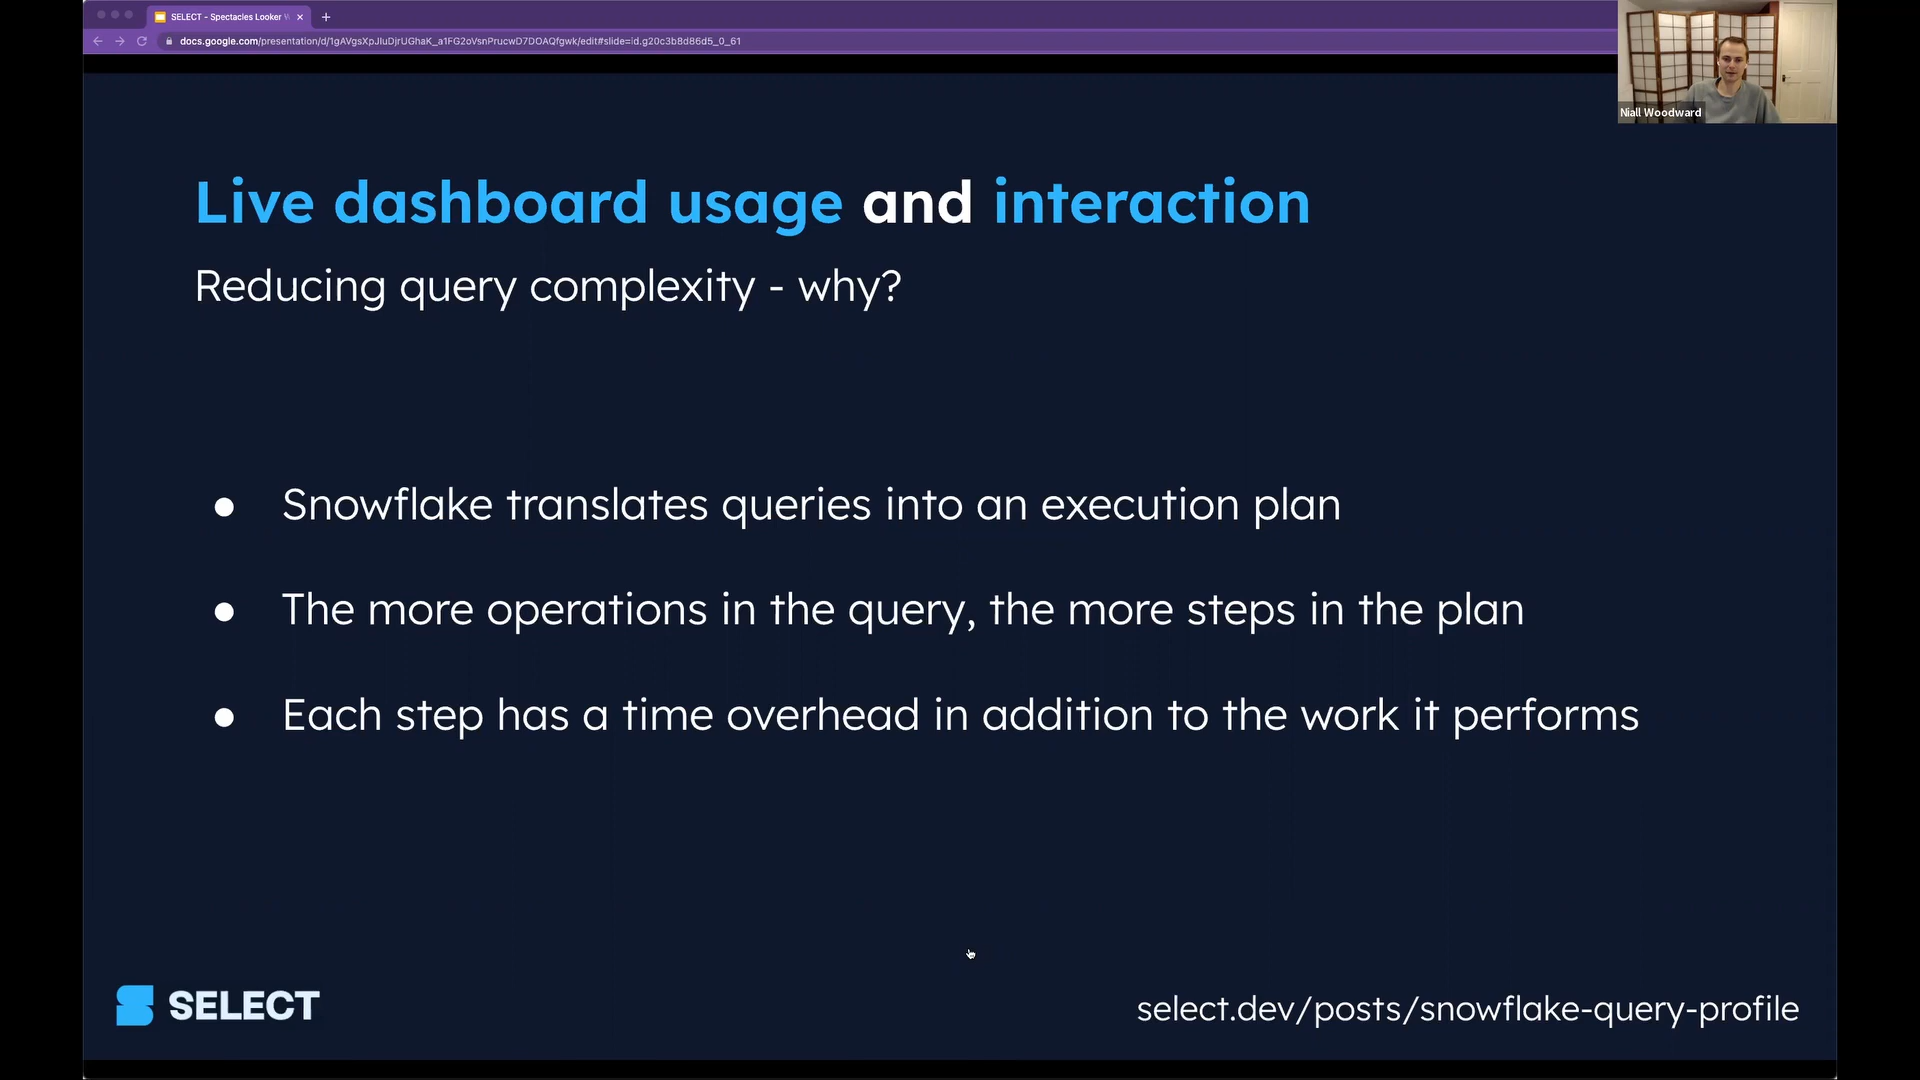 SELECT - Spectacles Looker
docs.google.com/presentation/d/1gAVgsXpJIuDjrUGhaK_a1FG2oVsnPrucwD7DOAQfgwk/edit#slide=id.g20c3b8d86d5_0_61
Niall Woodward
Live dashboard usage and interaction
Reducing query complexity - why?
● Snowflake translates queries into an execution plan
● The more operations in the query, the more steps in the plan
● Each step has a time overhead in addition to the work it performs
SELECT
select.dev/posts/snowflake-query-profile